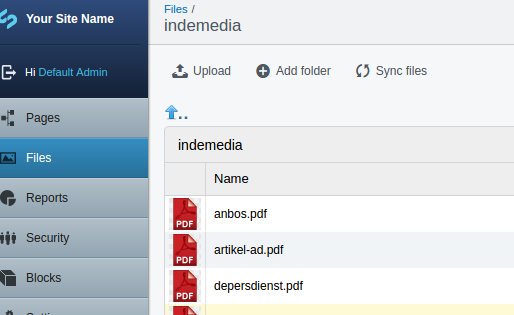 Your Site Name
Files /
indemedia
Hi Default Admin
Upload
Add folder
Sync files
Pages
..
Files
indemedia
Name
Reports
PDF anbos.pdf
Security
PDF artikel-ad.pdf
Blocks
PDF depersdienst.pdf